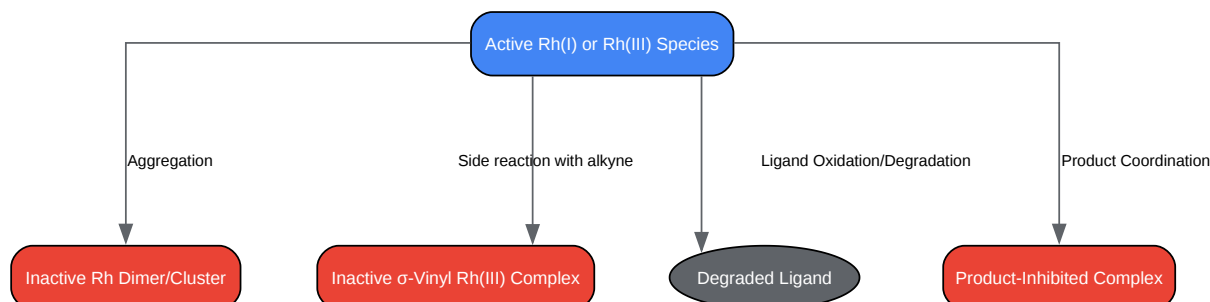 Active Rh(I) or Rh(III) Species
Aggregation
Side reaction with alkyne
Ligand Oxidation/Degradation
Product Coordination
Inactive Rh Dimer/Cluster
Inactive σ-Vinyl Rh(III) Complex
Degraded Ligand
Product-Inhibited Complex